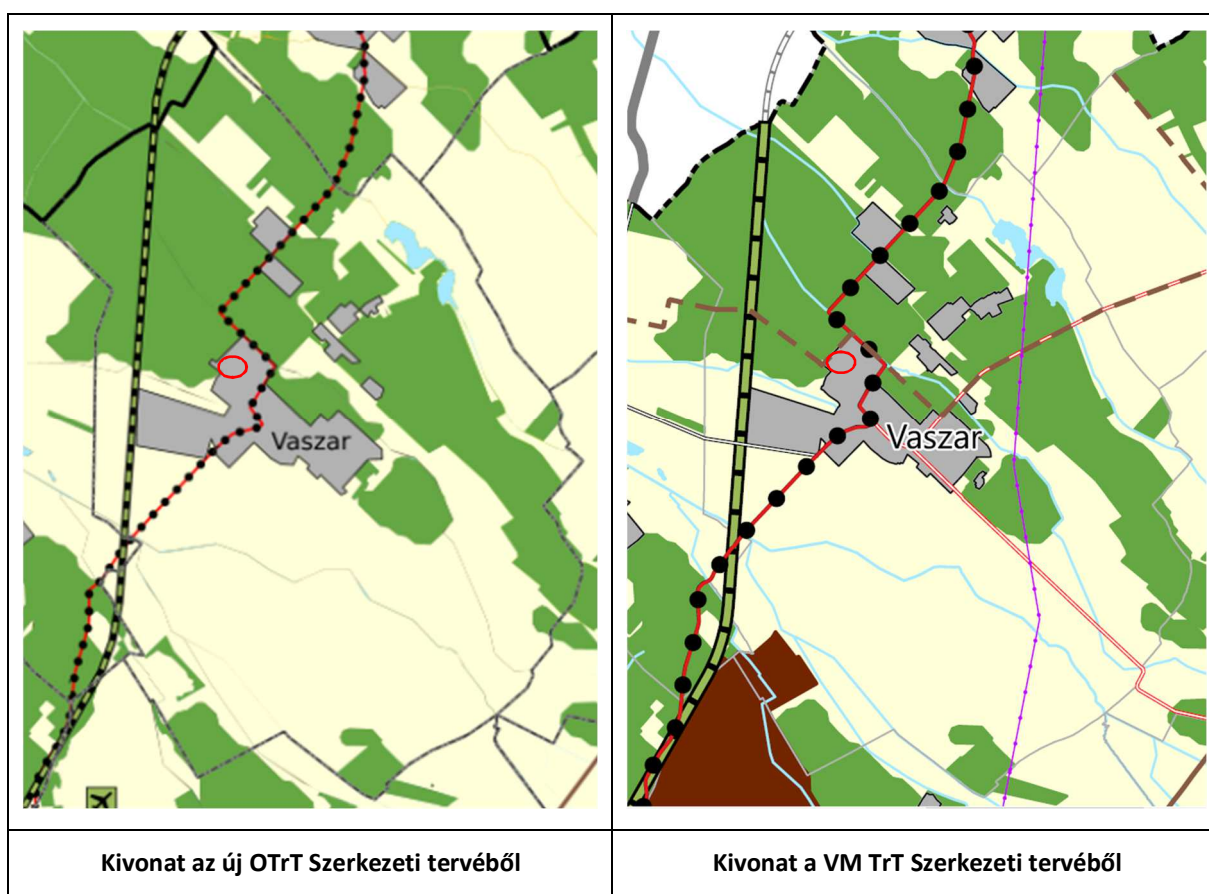 Vaszar
Vaszar
Kivonat az új OTrT Szerkezeti tervéből
Kivonat a VM TrT Szerkezeti tervéből